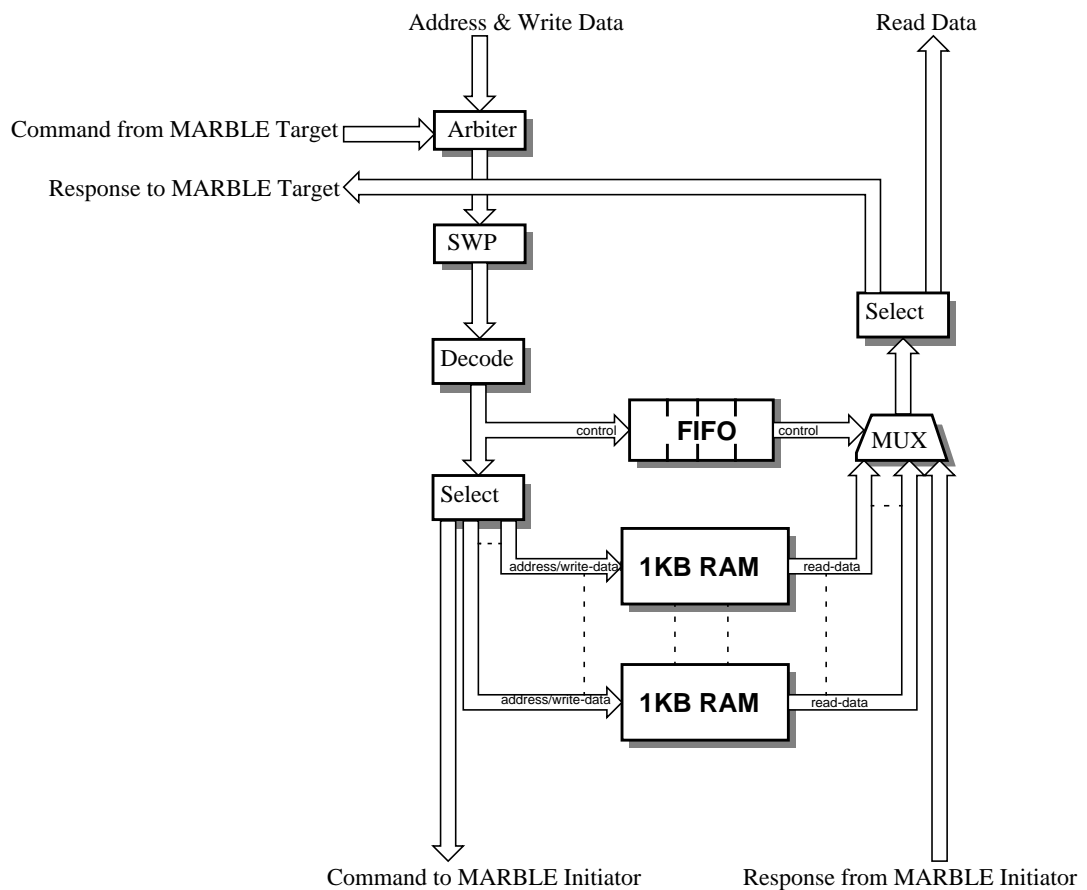 Address & Write Data
Read Data
Command from MARBLE Target
Arbiter
Response to MARBLE Target
SWP
Select
Decode
control
FIFO
control
MUX
Select
address/write-data
1KB RAM
read-data
address/write-data
1KB RAM
read-data
Command to MARBLE Initiator
Response from MARBLE Initiator